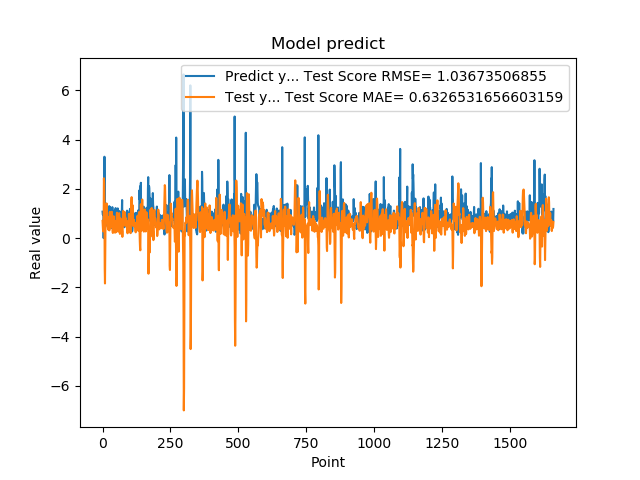 Model predict
Predict y... Test Score RMSE= 1.03673506855
Test y... Test Score MAE= 0.6326531656603159
6
4
2
0
−2
−4
−6
Real value
0 250 500 750 1000 1250 1500
Point